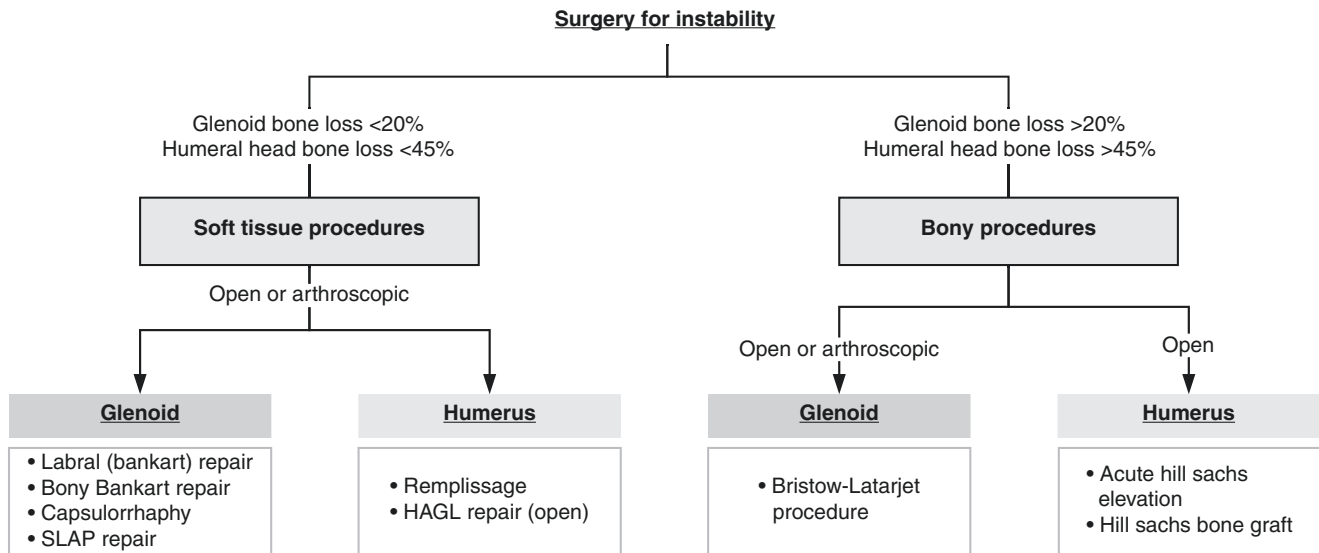 Surgery for instability
Glenoid bone loss <20%
Humeral head bone loss <45%
Glenoid bone loss >20%
Humeral head bone loss >45%
Soft tissue procedures
Bony procedures
Open or arthroscopic
Open or arthroscopic
Open
Glenoid
Humerus
Glenoid
Humerus
• Labral (bankart) repair
• Bony Bankart repair
• Capsulorrhaphy
• SLAP repair
• Remplissage
• HAGL repair (open)
• Bristow-Latarjet
procedure
• Acute hill sachs
elevation
• Hill sachs bone graft